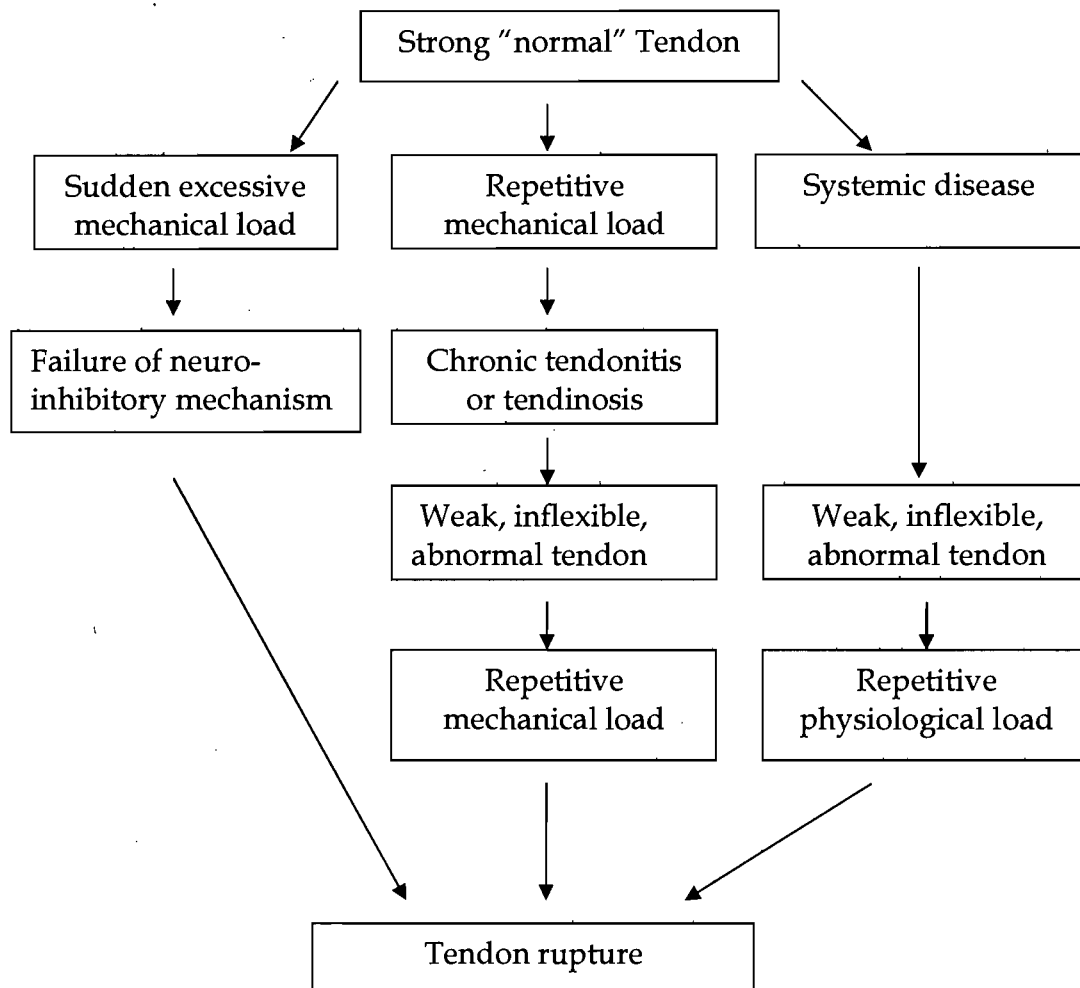 Strong "normal" Tendon
Sudden excessive
mechanical load
Repetitive
mechanical load
Systemic disease
Failure of neuro-
inhibitory mechanism
Chronic tendonitis
or tendinosis
Weak, inflexible,
abnormal tendon
Weak, inflexible,
abnormal tendon
Repetitive
mechanical load
Repetitive
physiological load
Tendon rupture